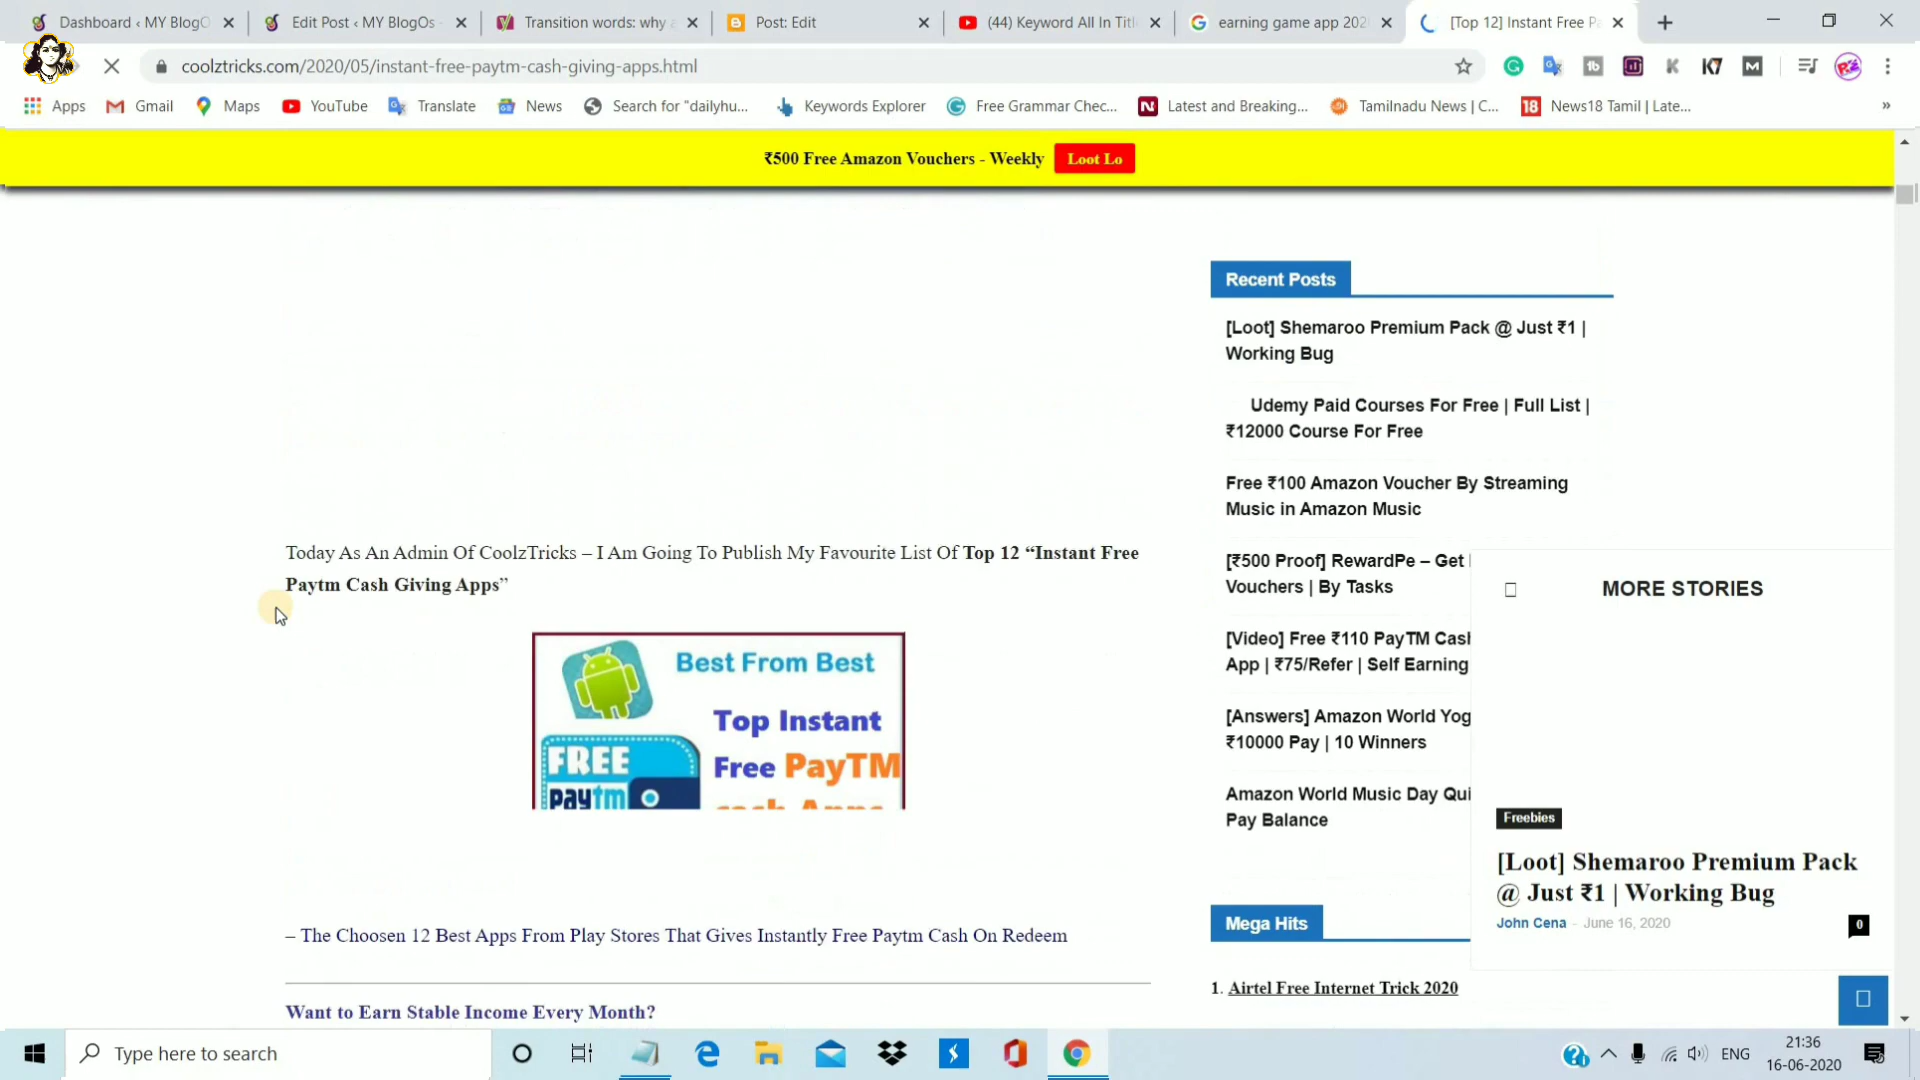 Dashboard ‹ MY BlogO
Edit Post ‹ MY BlogOs -
Transition words: why a
Post: Edit
(44) Keyword All In Titl
earning game app 202
[Top 12] Instant Free Pa
coolztricks.com/2020/05/instant-free-paytm-cash-giving-apps.html
Apps
Gmail
Maps
YouTube
Translate
News
Search for "dailyhu...
Keywords Explorer
Free Grammar Chec...
Latest and Breaking...
Tamilnadu News | C...
News18 Tamil | Late...
»
₹500 Free Amazon Vouchers - Weekly
Loot Lo
Today As An Admin Of CoolzTricks – I Am Going To Publish My Favourite List Of Top 12 “Instant Free
Paytm Cash Giving Apps”
Best From Best
Top Instant
FREE
Free PayTM
paytm
cash Apps
– The Choosen 12 Best Apps From Play Stores That Gives Instantly Free Paytm Cash On Redeem
Want to Earn Stable Income Every Month?
Recent Posts
[Loot] Shemaroo Premium Pack @ Just ₹1 |
Working Bug
Udemy Paid Courses For Free | Full List |
₹12000 Course For Free
Free ₹100 Amazon Voucher By Streaming
Music in Amazon Music
[₹500 Proof] RewardPe – Get
Vouchers | By Tasks
[Video] Free ₹110 PayTM Cash
App | ₹75/Refer | Self Earning
[Answers] Amazon World Yog
₹10000 Pay | 10 Winners
Amazon World Music Day Qui
Pay Balance
Mega Hits
1. Airtel Free Internet Trick 2020
MORE STORIES
Freebies
[Loot] Shemaroo Premium Pack
@ Just ₹1 | Working Bug
John Cena - June 16, 2020
0
Type here to search
ENG
21:36
16-06-2020